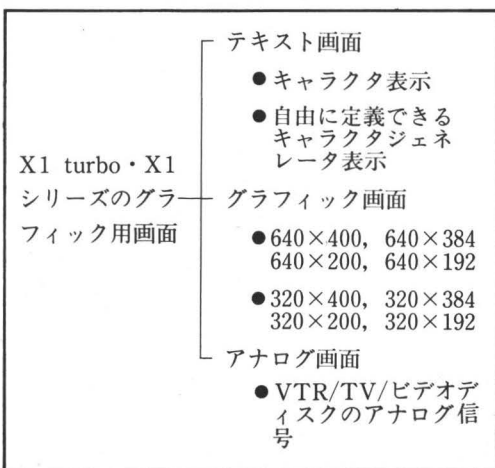 テキスト画面
●キャラクタ表示
●自由に定義できる
キャラクタジェネ
レータ表示
X1 turbo・X1
シリーズのグラ
フィック用画面
グラフィック画面
●640×400, 640×384
640×200, 640×192
●320×400, 320×384
320×200, 320×192
アナログ画面
●VTR/TV/ビデオデ
ィスクのアナログ信
号